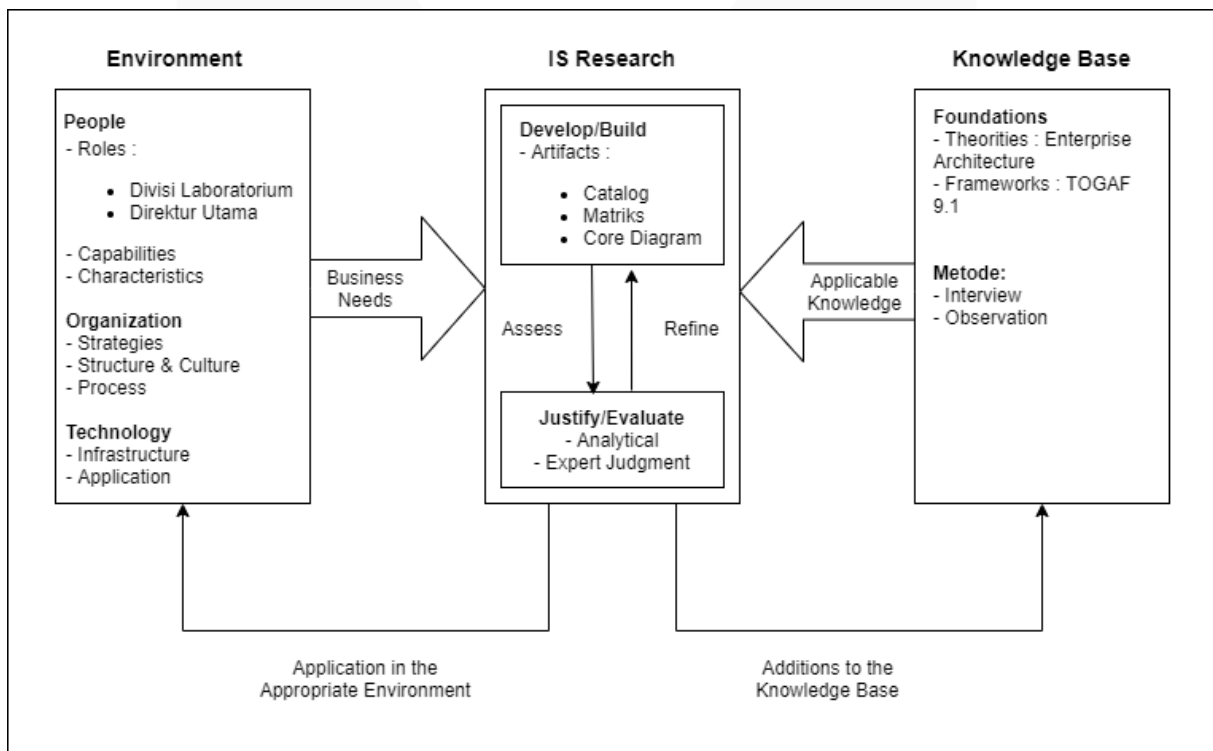 Environment
People
- Roles :
• Divisi Laboratorium
• Direktur Utama
- Capabilities
- Characteristics
Organization
- Strategies
- Structure & Culture
- Process
Technology
- Infrastructure
- Application
Business
Needs
IS Research
Develop/Build
- Artifacts :
• Catalog
• Matriks
• Core Diagram
Assess
Refine
Justify/Evaluate
- Analytical
- Expert Judgment
Applicable
Knowledge
Knowledge Base
Foundations
- Theorities : Enterprise
Architecture
- Frameworks : TOGAF
9.1
Metode:
- Interview
- Observation
Application in the
Appropriate Environment
Additions to the
Knowledge Base